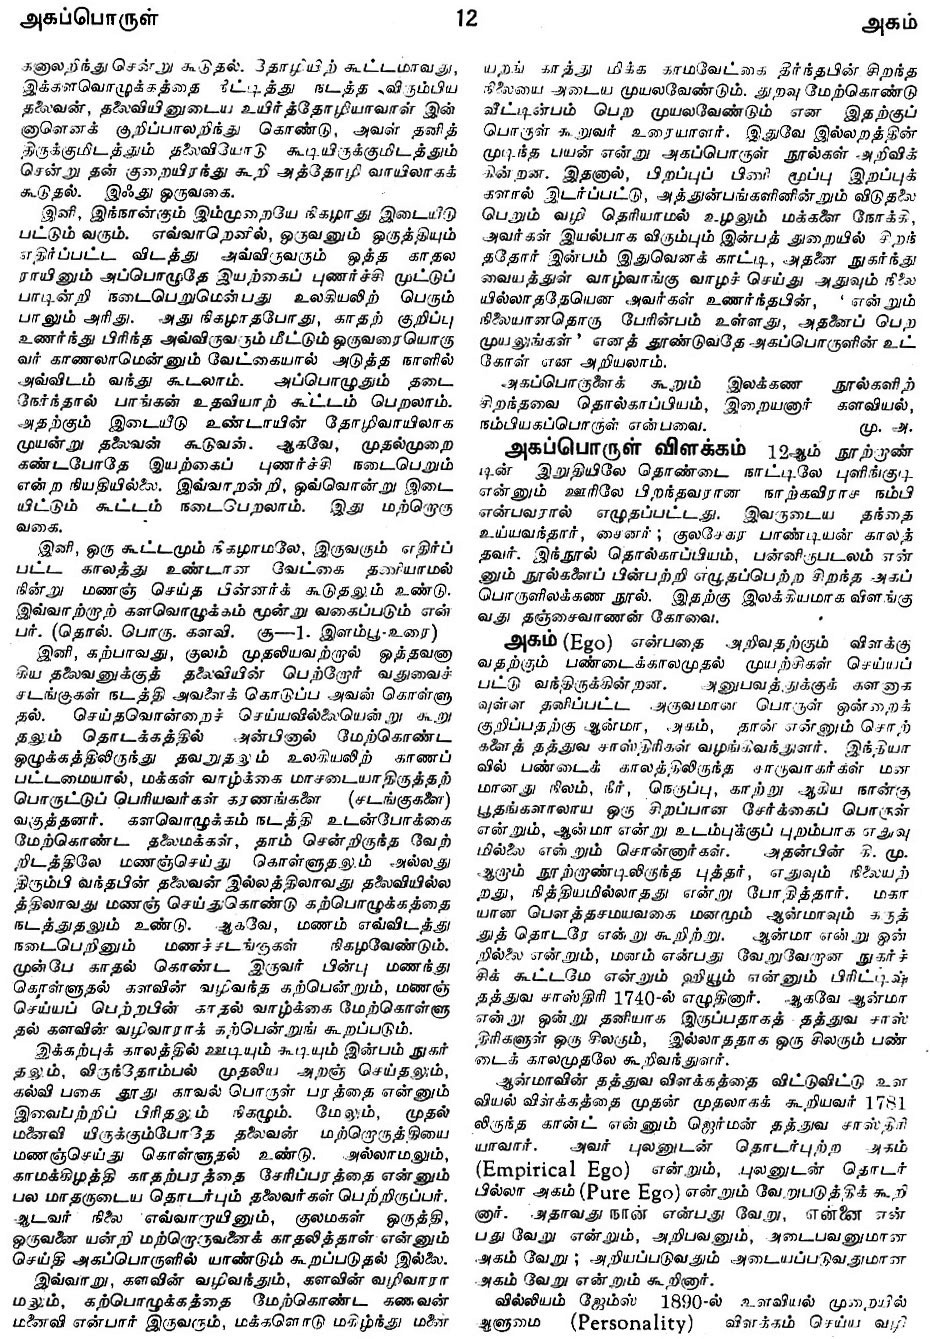 அகப்பொருள்
12
அகம்
கனாலறிந்து சென்று கூடுதல். தோழியிற் கூட்டமாவது,
இக்களவொழுக்கத்தை நீட்டித்து நடத்த விரும்பிய
தலைவன், தலைவியினுடைய உயிர்த்தோழியாவாள் இன்
னாளெனக் குறிப்பாலறிந்து கொண்டு, அவள் தனித்
திருக்குமிடத்தும் தலைவியோடு கூடியிருக்குமிடத்தும்
சென்று தன் குறையிரந்து கூறி அத்தோழி வாயிலாகக்
கூடுதல். இஃது ஒருவகை.
இனி, இந்நான்கும் இம்முறையே நிகழாது இடையீடு
பட்டும் வரும். எவ்வாறெனில், ஒருவனும் ஒருத்தியும்
எதிர்ப்பட்ட விடத்து அவ்விருவரும் ஒத்த காதல
ராயினும் அப்பொழுதே இயற்கைப் புணர்ச்சி முட்டுப்
பாடின்றி நடைபெறுமென்பது உலகியலிற் பெரும்
பாலும் அரிது. அது நிகழாதபோது, காதற் குறிப்பு
உணர்ந்து பிரிந்த அவ்விருவரும் மீட்டும் ஒருவரையொரு
வர் காணலாமென்னும் வேட்கையால் அடுத்த நாளில்
அவ்விடம் வந்து கூடலாம். அப்பொழுதும் தடை
நேர்ந்தால் பாங்கன் உதவியாற் கூட்டம் பெறலாம்.
அதற்கும் இடையீடு உண்டாயின் தோழிவாயிலாக
முயன்று தலைவன் கூடுவன். ஆகவே, முதல்முறை
கண்டபோதே இயற்கைப் புணர்ச்சி நடைபெறும்
என்ற நியதியில்லை. இவ்வாறன்றி, ஒவ்வொன்று இடை
யிட்டும் கூட்டம் நடைபெறலாம். இது மற்றொரு
வகை.
இனி, ஒரு கூட்டமும் நிகழாமலே, இருவரும் எதிர்ப்
பட்ட காலத்து உண்டான வேட்கை தணியாமல்
நின்று மணஞ் செய்த பின்னர்க் கூடுதலும் உண்டு.
இவ்வாற்றாற் களவொழுக்கம் மூன்று வகைப்படும் என்
பர். (தொல். பொரு. களவி. சூ—1. இளம்பூ-உரை)
இனி, கற்பாவது, குலம் முதலியவற்றால் ஒத்தவனா
கிய தலைவனுக்குத் தலைவியின் பெற்றோர் வதுவைச்
சடங்குகள் நடத்தி அவளைக் கொடுப்ப அவன் கொள்ளு
தல். செய்தவொன்றைச் செய்யவில்லையென்று கூறு
தலும் தொடக்கத்தில் அன்பினால் மேற்கொண்ட
ஒழுக்கத்திலிருந்து தவறுதலும் உலகியலிற் காணப்
பட்டமையால், மக்கள் வாழ்க்கை மாசடையாதிருத்தற்
பொருட்டுப் பெரியவர்கள் கரணங்களை (சடங்குகளை)
வகுத்தனர். களவொழுக்கம் நடத்தி உடன்போக்கை
மேற்கொண்ட தலைமக்கள், தாம் சென்றிருந்த வேற்
றிடத்திலே மணஞ்செய்து கொள்ளுதலும் அல்லது
திரும்பி வந்தபின் தலைவன் இல்லத்திலாவது தலைவியில்ல
த்திலாவது மணஞ் செய்துகொண்டு கற்பொழுக்கத்தை
நடத்துதலும் உண்டு. ஆகவே, மணம் எவ்விடத்து
நடைபெறினும் மணச்சடங்குகள் நிகழவேண்டும்.
முன்பே காதல் கொண்ட இருவர் பின்பு மணந்து
கொள்ளுதல் களவின் வழிவந்த கற்பென்றும், மணஞ்
செய்யப் பெற்றபின் காதல் வாழ்க்கை மேற்கொள்ளு
தல் களவின் வழிவாராக் கற்பென்றுங் கூறப்படும்.
இக்கற்புக் காலத்தில் ஊடியும் கூடியும் இன்பம் நுகர்
தலும், விருந்தோம்பல் முதலிய அறஞ் செய்தலும்,
கல்வி பகை தூது காவல் பொருள் பரத்தை என்னும்
இவைபற்றிப் பிரிதலும் நிகழும். மேலும், முதல்
மனைவி யிருக்கும்போதே தலைவன் மற்றொருத்தியை
மணஞ்செய்து கொள்ளுதல் உண்டு. அல்லாமலும்,
காமக்கிழத்தி காதற்பரத்தை சேரிப்பரத்தை என்னும்
பல மாதருடைய தொடர்பும் தலைவர்கள் பெற்றிருப்பர்.
ஆடவர் நிலை எவ்வாறாயினும், குலமகள் ஒருத்தி,
ஒருவனை யன்றி மற்றொருவனைக் காதலித்தாள் என்னும்
செய்தி அகப்பொருளில் யாண்டும் கூறப்படுதல் இல்லை.
இவ்வாறு, களவின் வழிவந்தும், களவின் வழிவாரா
மலும், கற்பொழுக்கத்தை மேற்கொண்ட கணவன்
மனைவி என்பார் இருவரும், மக்களொடு மகிழ்ந்து மனை
யறங் காத்து மிக்க காமவேட்கை தீர்ந்தபின் சிறந்த
நிலையை அடைய முயலவேண்டும். துறவு மேற்கொண்டு
வீட்டின்பம் பெற முயலவேண்டும் என இதற்குப்
பொருள் கூறுவர் உரையாளர். இதுவே இல்லறத்தின்
முடிந்த பயன் என்று அகப்பொருள் நூல்கள் அறிவிக்
கின்றன. இதனால், பிறப்புப் பிணி மூப்பு இறப்புக்
களால் இடர்ப்பட்டு, அத்துன்பங்களினின்றும் விடுதலை
பெறும் வழி தெரியாமல் உழலும் மக்களை நோக்கி,
அவர்கள் இயல்பாக விரும்பும் இன்பத் துறையில் சிறந்
ததோர் இன்பம் இதுவெனக் காட்டி, அதனை நுகர்ந்து
வையத்துள் வாழ்வாங்கு வாழச் செய்து அதுவும் நிலை
யில்லாததேயென அவர்கள் உணர்ந்தபின், ‘ என்றும்
நிலையானதொரு பேரின்பம் உள்ளது, அதனைப் பெற
முயலுங்கள் ’ எனத் தூண்டுவதே அகப்பொருளின் உட்
கோள் என அறியலாம்.
அகப்பொருளைக் கூறும் இலக்கண நூல்களிற்
சிறந்தவை தொல்காப்பியம், இறையனார் களவியல்,
நம்பியகப்பொருள் என்பவை. மு. அ.
அகப்பொருள் விளக்கம் 12ஆம் நூற்றாண்
டின் இறுதியிலே தொண்டை நாட்டிலே புளிங்குடி
என்னும் ஊரிலே பிறந்தவரான நாற்கவிராச நம்பி
என்பவரால் எழுதப்பட்டது. இவருடைய தந்தை
உய்யவந்தார், சைனர் ; குலசேகர பாண்டியன் காலத்
தவர். இந்நூல் தொல்காப்பியம், பன்னிருபடலம் என்
னும் நூல்களைப் பின்பற்றி எழுதப்பெற்ற சிறந்த அகப்
பொருளிலக்கண நூல். இதற்கு இலக்கியமாக விளங்கு
வது தஞ்சைவாணன் கோவை.
அகம் (Ego) என்பதை அறிவதற்கும் விளக்கு
வதற்கும் பண்டைக்காலமுதல் முயற்சிகள் செய்யப்
பட்டு வந்திருக்கின்றன. அனுபவத்துக்குக் களனாக
வுள்ள தனிப்பட்ட அருவமான பொருள் ஒன்றைக்
குறிப்பதற்கு ஆன்மா, அகம், தான் என்னும் சொற்
களைத் தத்துவ சாஸ்திரிகள் வழங்கிவந்துளர். இந்தியா
வில் பண்டைக் காலத்திலிருந்த சாருவாகர்கள் மன
மானது நிலம், நீர், நெருப்பு, காற்று ஆகிய நான்கு
பூதங்களாலாய ஒரு சிறப்பான சேர்க்கைப் பொருள்
என்றும், ஆன்மா என்று உடம்புக்குப் புறம்பாக எதுவு
மில்லை என்றும் சொன்னார்கள். அதன்பின் கி. மு.
ஆறாம் நூற்றாண்டிலிருந்த புத்தர், எதுவும் நிலையற்
றது, நித்தியமில்லாதது என்று போதித்தார். மகா
யான பௌத்தசமயவகை மனமும் ஆன்மாவும் கருத்
துத் தொடரே என்று கூறிற்று. ஆன்மா என்று ஒன்
றில்லை என்றும், மனம் என்பது வேறுவேறான நுகர்ச்
சிக் கூட்டமே என்றும் ஹியூம் என்னும் பிரிட்டிஷ்
தத்துவ சாஸ்திரி 1740-ல் எழுதினார். ஆகவே ஆன்மா
என்று ஒன்று தனியாக இருப்பதாகத் தத்துவ சாஸ்
திரிகளுள் ஒரு சிலரும், இல்லாததாக ஒரு சிலரும் பண்
டைக் காலமுதலே கூறிவந்துளர்.
ஆன்மாவின் தத்துவ விளக்கத்தை விட்டுவிட்டு உள
வியல் விளக்கத்தை முதன் முதலாகக் கூறியவர் 1781
லிருந்த கான்ட் என்னும் ஜெர்மன் தத்துவ சாஸ்திரி
யாவார். அவர் புலனுடன் தொடர்புற்ற அகம்
(Empirical Ego) என்றும், புலனுடன் தொடர்
பில்லா அகம் (Pure Ego) என்றும் வேறுபடுத்திக் கூறி
னார். அதாவது நான் என்பது வேறு, என்னை என்
பது வேறு என்றும், அறிபவனும், அடைபவனுமான
அகம் வேறு ; அறியப்படுவதும் அடையப்படுவதுமான
அகம் வேறு என்றும் கூறினார்.
வில்லியம் ஜேம்ஸ் 1890-ல் உளவியல் முறையில்
ஆளுமை (Personality) விளக்கம் செய்ய வழி